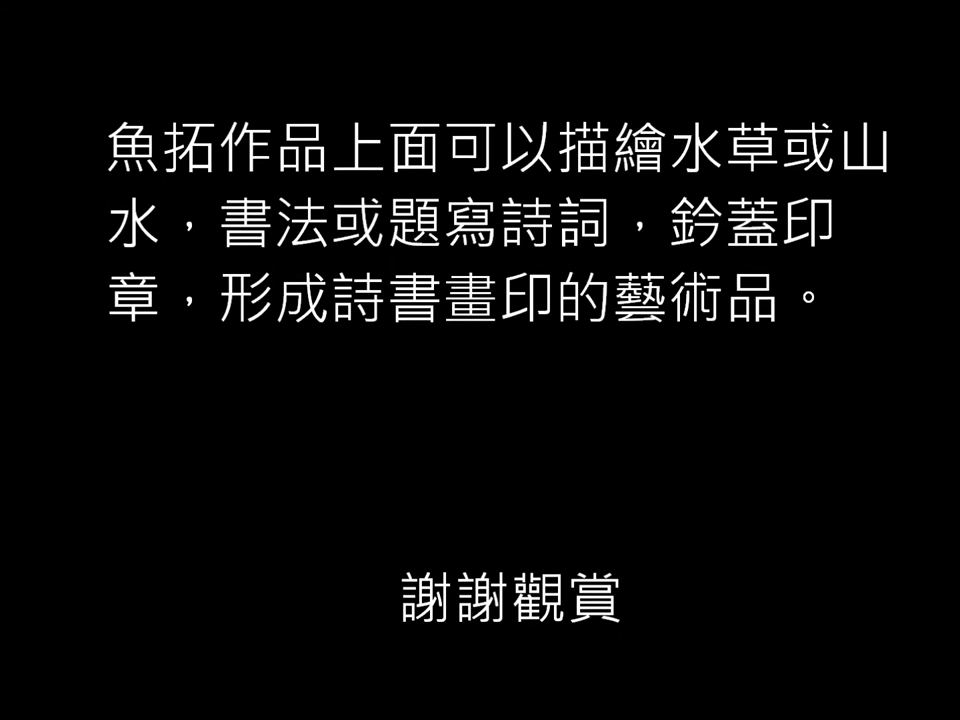 魚拓作品上面可以描繪水草或山
水，書法或題寫詩詞，鈐蓋印
章，形成詩書畫印的藝術品。
謝謝觀賞